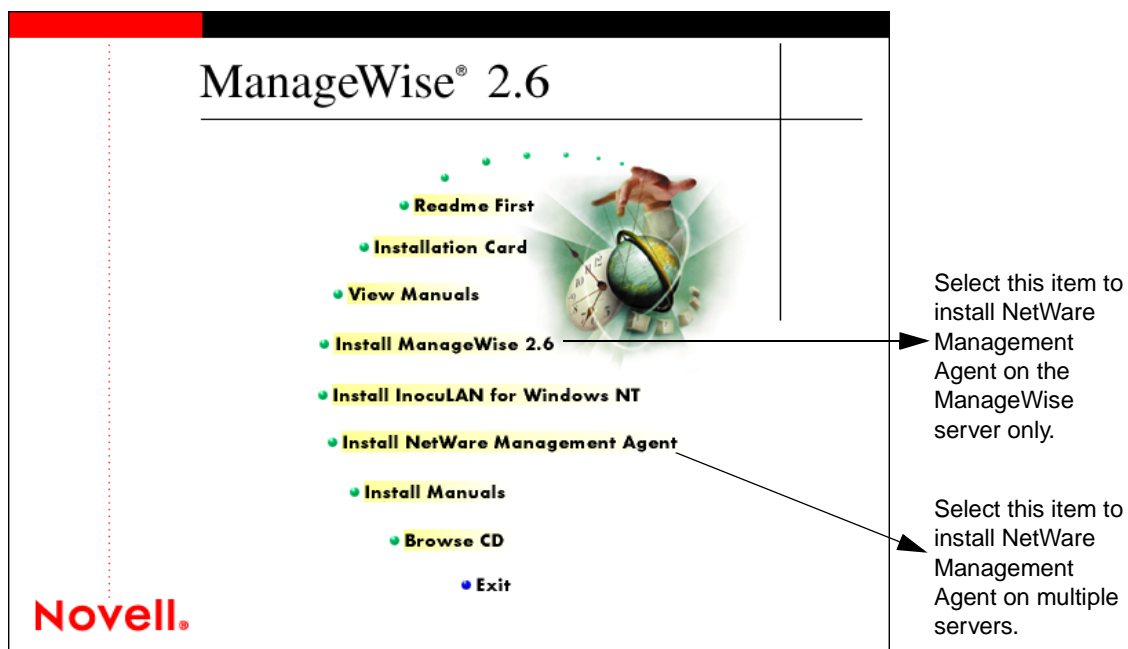 ManageWise® 2.6
Readme First
Installation Card
View Manuals
Install ManageWise 2.6
Install InocuLAN for Windows NT
Install NetWare Management Agent
Install Manuals
Browse CD
Exit
Novell®
Select this item to
install NetWare
Management
Agent on the
ManageWise
server only.
Select this item to
install NetWare
Management
Agent on multiple
servers.